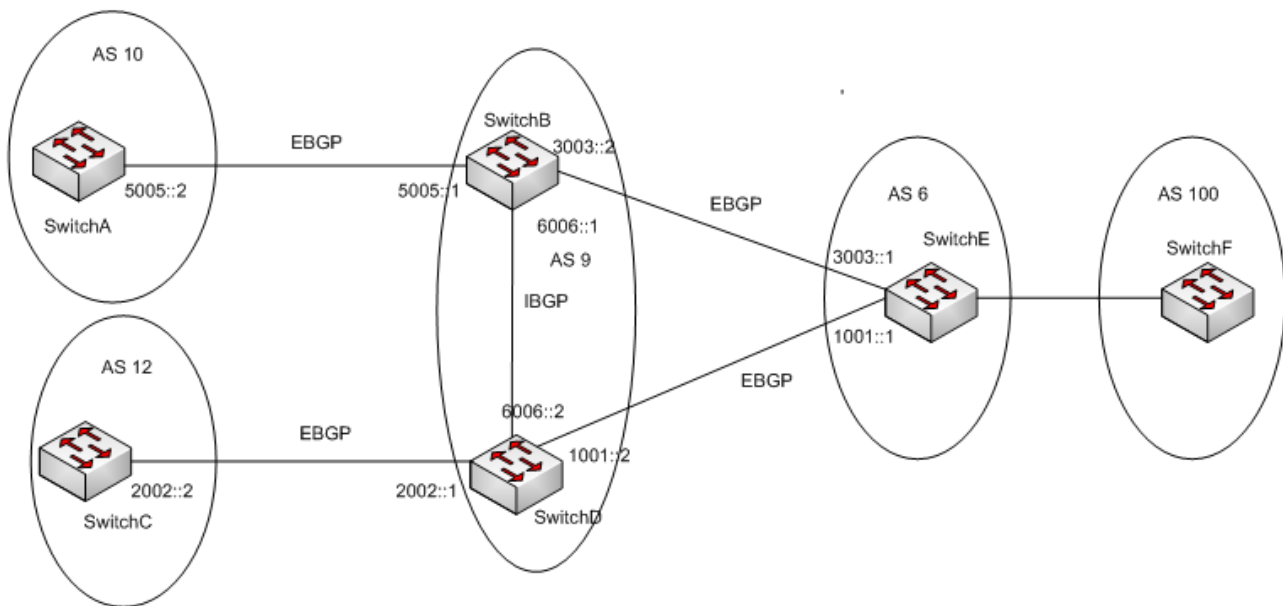 AS 10
SwitchA
5005::2
EBGP
5005::1
SwitchB
3003::2
6006::1
AS 9
IBGP
6006::2
1001::2
SwitchD
2002::1
EBGP
AS 12
2002::2
SwitchC
EBGP
EBGP
AS 6
SwitchE
3003::1
1001::1
AS 100
SwitchF